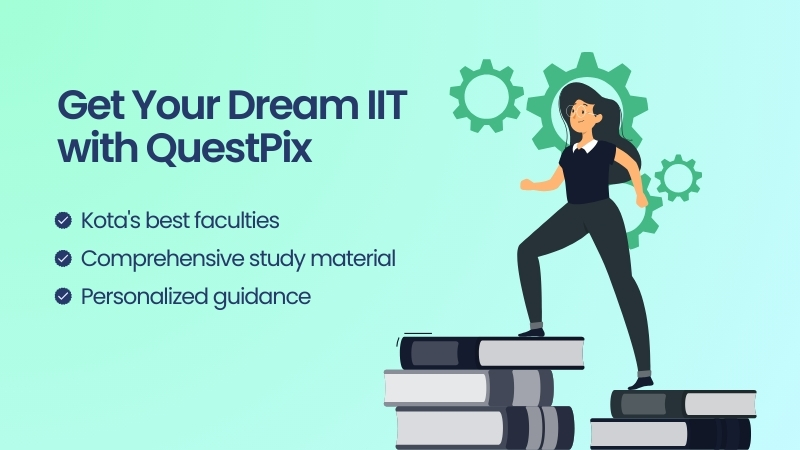 Get Your Dream IIT
with QuestPix
Kota's best faculties
Comprehensive study material
Personalized guidance